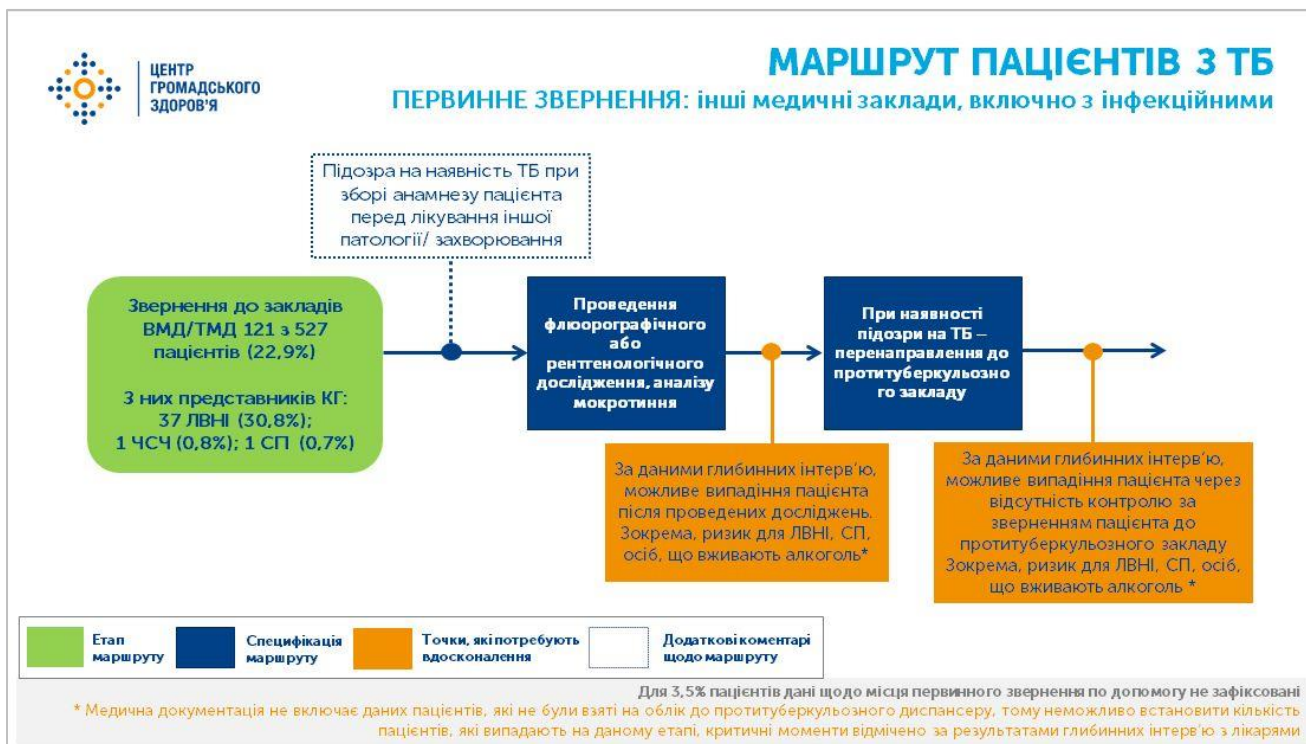 ЦЕНТР
ГРОМАДСЬКОГО
ЗДОРОВ'Я
МАРШРУТ ПАЦІЄНТІВ З ТБ
ПЕРВИННЕ ЗВЕРНЕННЯ: інші медичні заклади, включно з інфекційними
Підозра на наявність ТБ при
зборі анамнезу пацієнта
перед лікування іншої
патології/ захворювання
Звернення до закладів
ВМД/ТМД 121 з 527
пацієнтів (22,9%)
З них представників КГ:
37 ЛВНІ (30,8%);
1 ЧСЧ (0,8%); 1 СП (0,7%)
Проведення
флюорографічного
або
рентгенологічного
дослідження, аналізу
мокротиння
При наявності
підозри на ТБ –
перенаправлення до
протитуберкульозно
го закладу
За даними глибинних інтерв'ю,
можливе випадіння пацієнта
після проведених досліджень.
Зокрема, ризик для ЛВНІ, СП,
осіб, що вживають алкоголь*
За даними глибинних інтерв'ю,
можливе випадіння пацієнта через
відсутність контролю за
зверненням пацієнта до
протитуберкульозного закладу
Зокрема, ризик для ЛВНІ, СП, осіб,
що вживають алкоголь *
Етап
маршруту
Специфікація
маршруту
Точки, які потребують
вдосконалення
Додаткові коментарі
щодо маршруту
Для 3,5% пацієнтів дані щодо місця первинного звернення по допомогу не зафіксовані
* Медична документація не включає даних пацієнтів, які не були взяті на облік до протитуберкульозного диспансеру, тому неможливо встановити кількість
пацієнтів, які випадають на даному етапі, критичні моменти відмічено за результатами глибинних інтерв'ю з лікарями